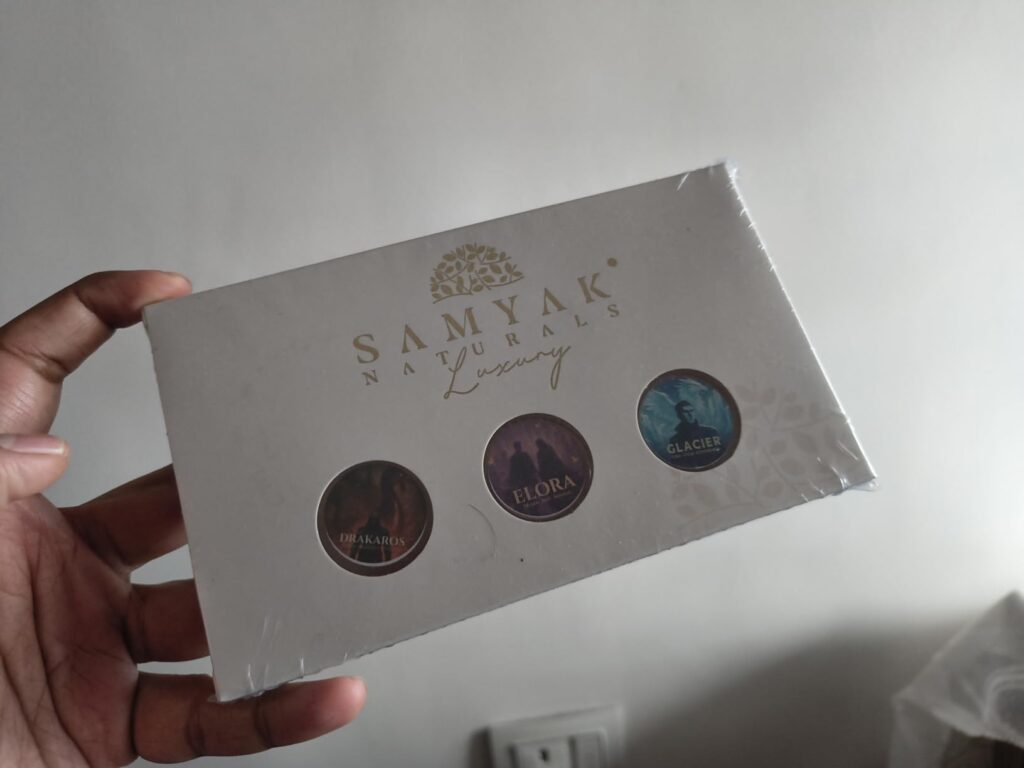 SAMYAK
NATURALS
Luxury
DRAKAROS
ELORA
GLACIER